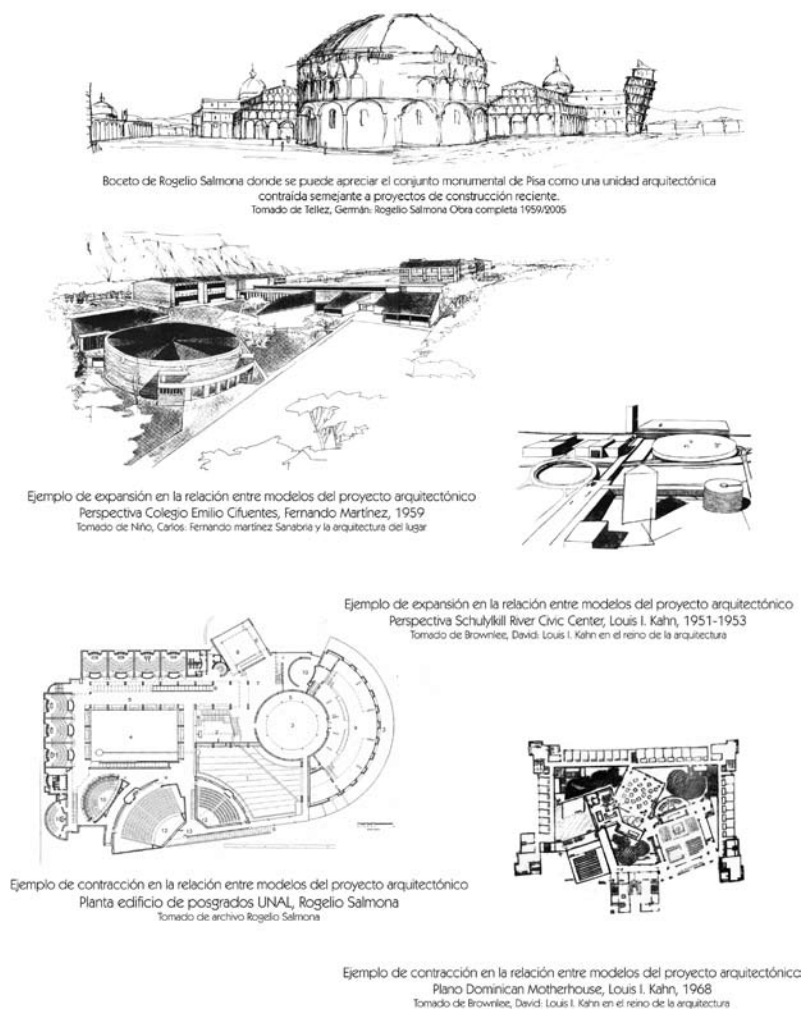 Boceto de Rogelio Salmona donde se puede apreciar el conjunto monumental de Pisa como una unidad arquitectónica
contraída semejante a proyectos de construcción reciente.
Tomado de Tellez, Germán: Rogelio Salmona Obra completa 1959/2005
Ejemplo de expansión en la relación entre modelos del proyecto arquitectónico
Perspectiva Colegio Emilio Cifuentes, Fernando Martínez, 1959
Tomado de Niño, Carlos: Fernando martínez Sanabria y la arquitectura del lugar
Ejemplo de expansión en la relación entre modelos del proyecto arquitectónico
Perspectiva Schulylkill River Civic Center, Louis I. Kahn, 1951-1953
Tomado de Brownlee, David: Louis I. Kahn en el reino de la arquitectura
Ejemplo de contracción en la relación entre modelos del proyecto arquitectónico
Planta edificio de posgrados UNAL, Rogelio Salmona
Tomado de archivo Rogelio Salmona
Ejemplo de contracción en la relación entre modelos del proyecto arquitectónico
Plano Dominican Motherhouse, Louis I. Kahn, 1968
Tomado de Brownlee, David: Louis I. Kahn en el reino de la arquitectura